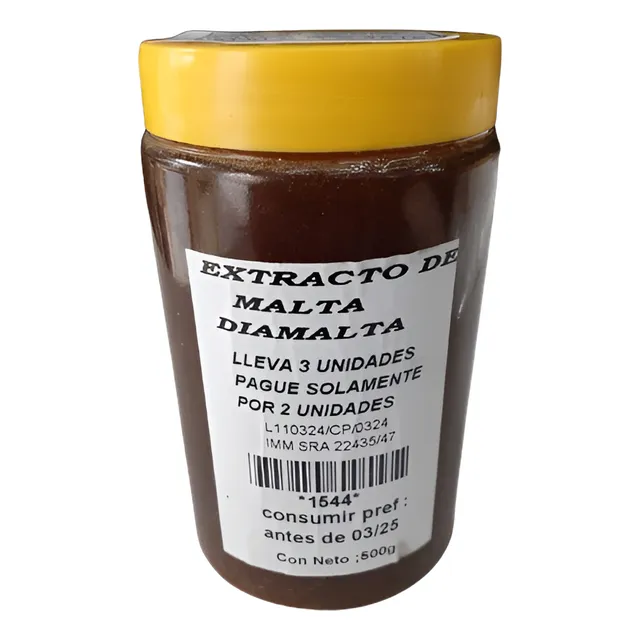 EXTRACTO DE
MALTA
DIAMALTA
LLEVA 3 UNIDADES
PAGUE SOLAMENTE
POR 2 UNIDADES
L110324/CP/0324
IMM SRA 22435/47
*1544*
consumir pref :
antes de 03/25
Con Neto ;500g